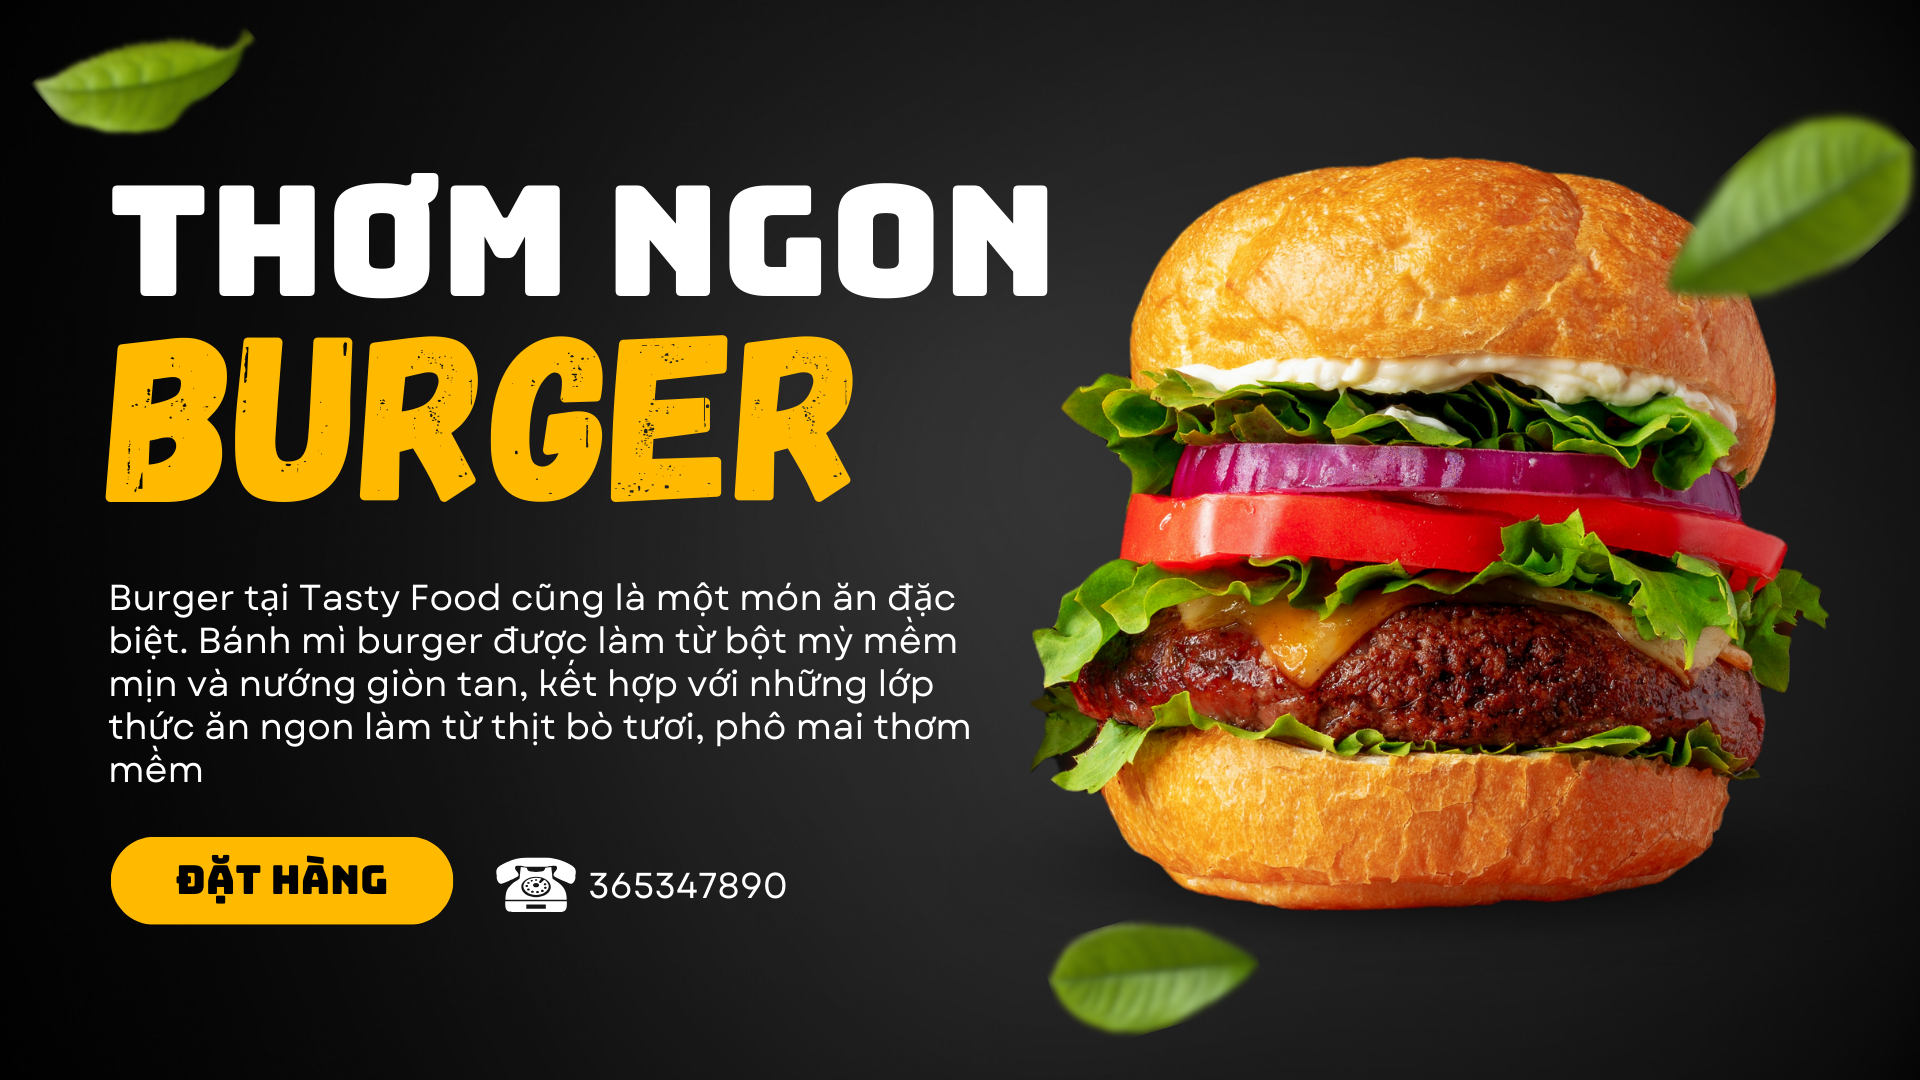 THƠM NGON
BURGER
Burger tại Tasty Food cũng là một món ăn đặc
biệt. Bánh mì burger được làm từ bột mỳ mềm
mịn và nướng giòn tan, kết hợp với những lớp
thức ăn ngon làm từ thịt bò tươi, phô mai thơm
mềm
ĐẶT HÀNG
365347890